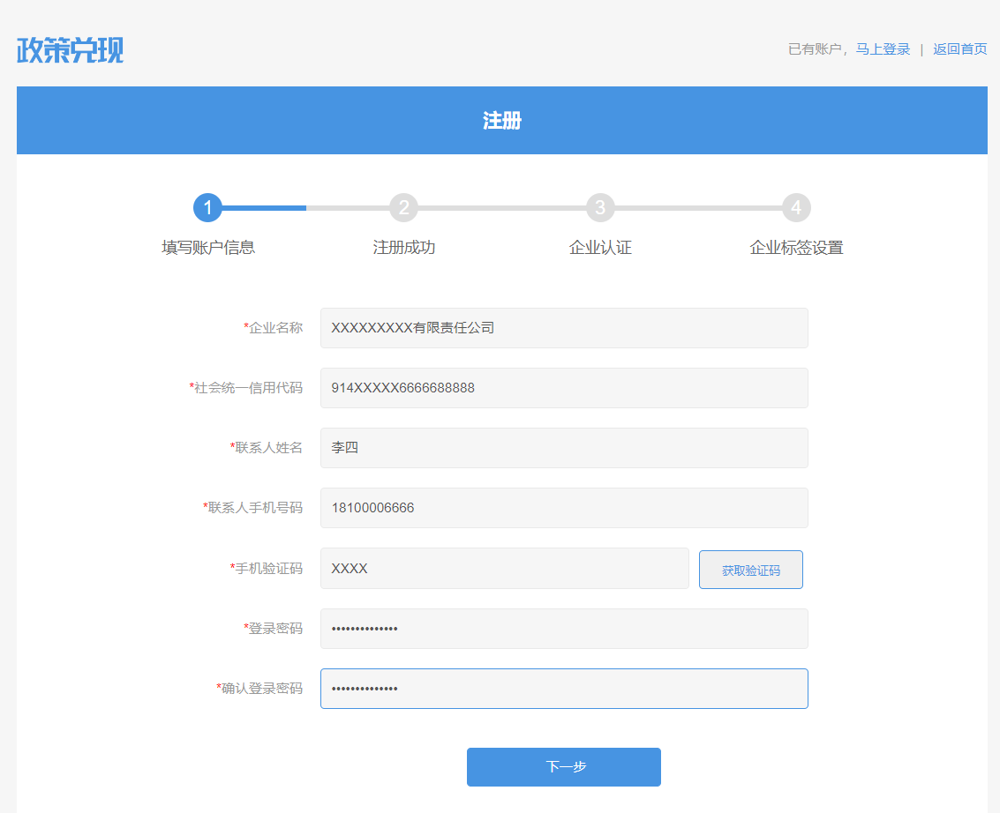 政策兑现
已有账户，马上登录 | 返回首页
注册
1 2 3 4
填写账户信息 注册成功 企业认证 企业标签设置
*企业名称 XXXXXXXXX有限责任公司
*社会统一信用代码 914XXXXX6666688888
*联系人姓名 李四
*联系人手机号码 18100006666
*手机验证码 XXXX 获取验证码
*登录密码 ••••••••••••••
*确认登录密码 ••••••••••••••
下一步